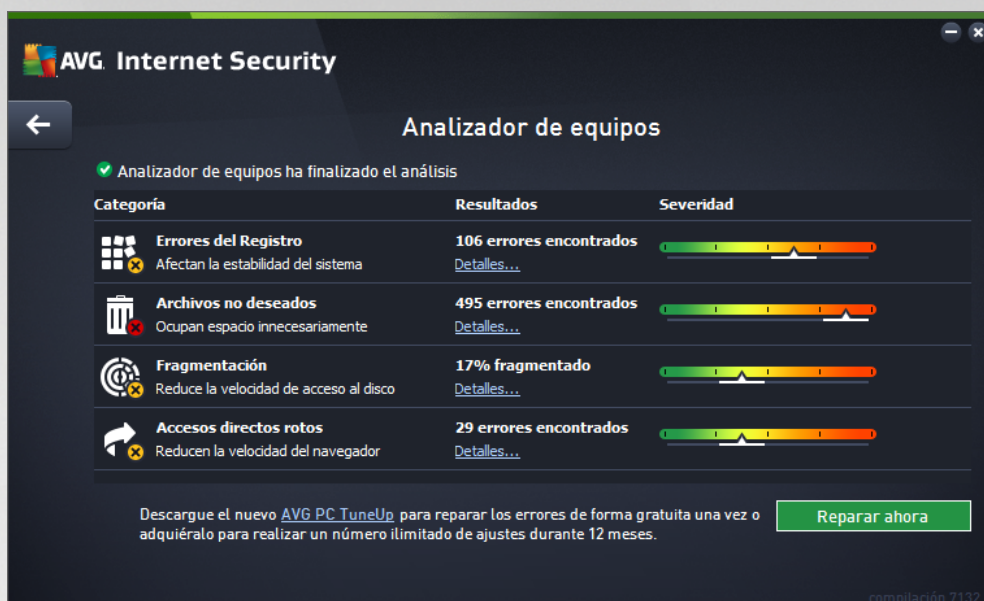 AVG. Internet Security
Analizador de equipos
Analizador de equipos ha finalizado el análisis
Categoría Resultados Severidad
Errores del Registro 106 errores encontrados
Afectan la estabilidad del sistema Detalles...
Archivos no deseados 495 errores encontrados
Ocupan espacio innecesariamente Detalles...
Fragmentación 17% fragmentado
Reduce la velocidad de acceso al disco Detalles...
Accesos directos rotos 29 errores encontrados
Reducen la velocidad del navegador Detalles...
Descargue el nuevo AVG PC TuneUp para reparar los errores de forma gratuita una vez o
adquiéralo para realizar un número ilimitado de ajustes durante 12 meses.
Reparar ahora
compilación 7132